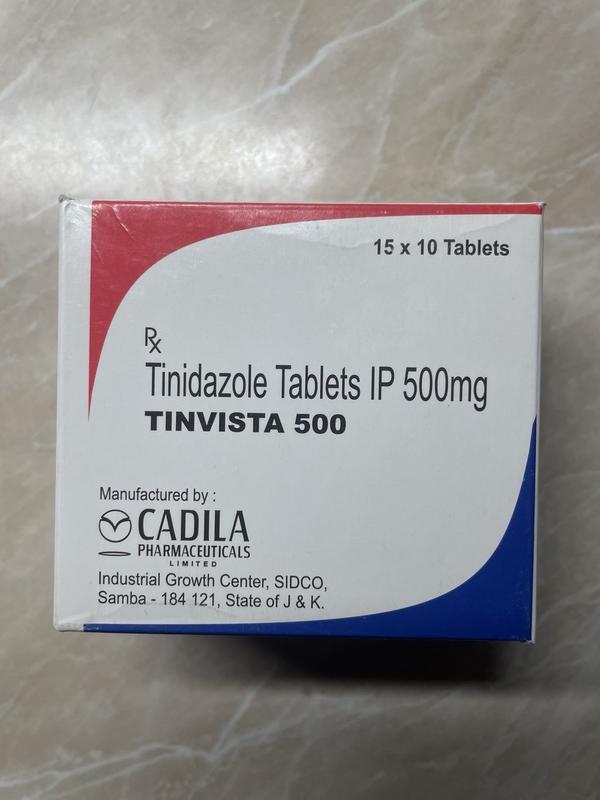 15 x 10 Tablets
Rx
Tinidazole Tablets IP 500mg
TINVISTA 500
Manufactured by :
CADILA
PHARMACEUTICALS
LIMITED
Industrial Growth Center, SIDCO,
Samba - 184 121, State of J & K.